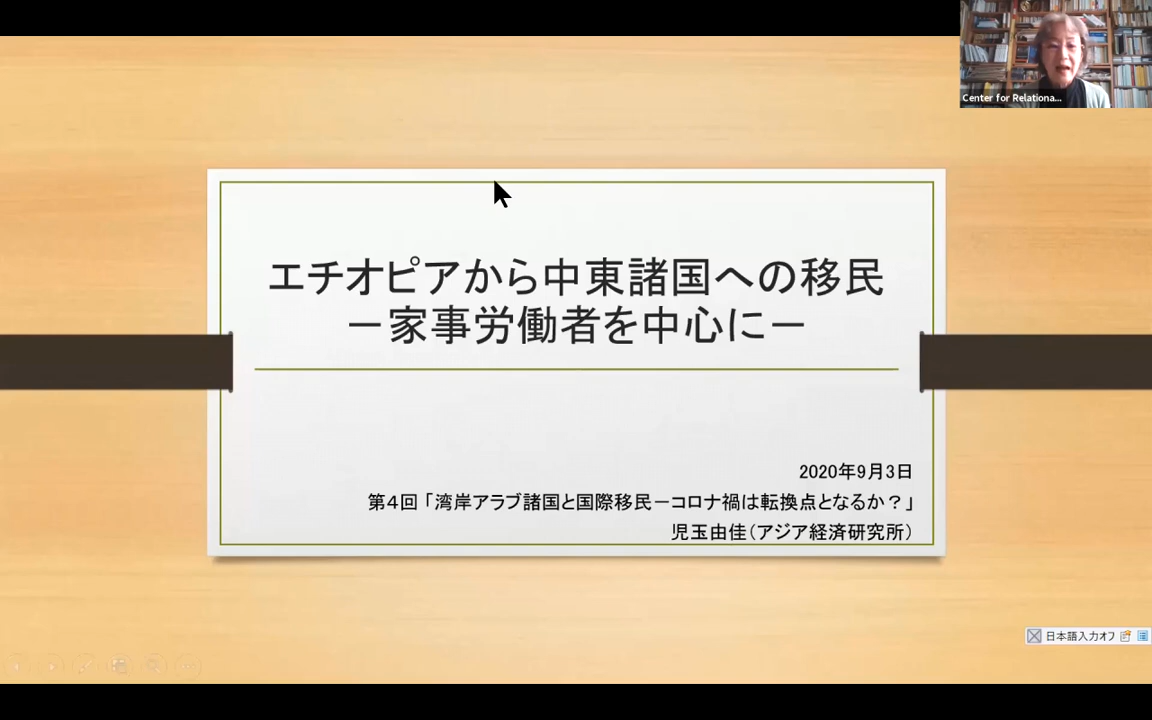 Center for Relationa...
エチオピアから中東諸国への移民
－家事労働者を中心に－
2020年9月3日
第４回「湾岸アラブ諸国と国際移民－コロナ禍は転換点となるか？」
児玉由佳（アジア経済研究所）
日本語入力オフ